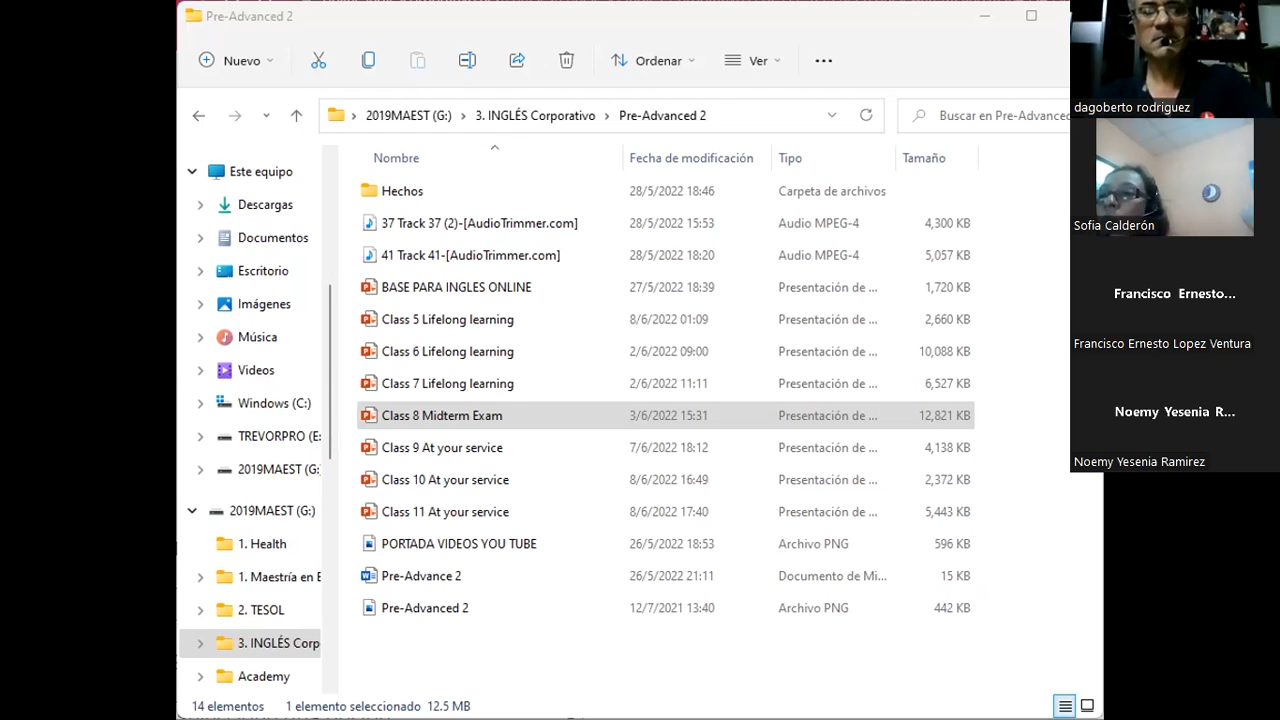 Pre-Advanced 2
Nuevo
Ordenar
Ver
2019MAEST (G:) > 3. INGLÉS Corporativo > Pre-Advanced 2
Buscar en Pre-Advanced
Nombre Fecha de modificación Tipo Tamaño
Hechos 28/5/2022 18:46 Carpeta de archivos
37 Track 37 (2)-[AudioTrimmer.com] 28/5/2022 15:53 Audio MPEG-4 4,300 KB
41 Track 41-[AudioTrimmer.com] 28/5/2022 18:20 Audio MPEG-4 5,057 KB
BASE PARA INGLES ONLINE 27/5/2022 18:39 Presentación de ... 1,720 KB
Class 5 Lifelong learning 8/6/2022 01:09 Presentación de ... 2,660 KB
Class 6 Lifelong learning 2/6/2022 09:00 Presentación de ... 10,088 KB
Class 7 Lifelong learning 2/6/2022 11:11 Presentación de ... 6,527 KB
Class 8 Midterm Exam 3/6/2022 15:31 Presentación de ... 12,821 KB
Class 9 At your service 7/6/2022 18:12 Presentación de ... 4,138 KB
Class 10 At your service 8/6/2022 16:49 Presentación de ... 2,372 KB
Class 11 At your service 8/6/2022 17:40 Presentación de ... 5,443 KB
PORTADA VIDEOS YOU TUBE 26/5/2022 18:53 Archivo PNG 596 KB
Pre-Advance 2 26/5/2022 21:11 Documento de Mi... 15 KB
Pre-Advanced 2 12/7/2021 13:40 Archivo PNG 442 KB
Este equipo
Descargas
Documentos
Escritorio
Imágenes
Música
Videos
Windows (C:)
TREVORPRO (E:
2019MAEST (G:
2019MAEST (G:)
1. Health
1. Maestría en E
2. TESOL
3. INGLÉS Corp
Academy
14 elementos 1 elemento seleccionado 12.5 MB
dagoberto rodriguez
Sofia Calderón
Francisco Ernesto...
Francisco Ernesto Lopez Ventura
Noemy Yesenia R...
Noemy Yesenia Ramirez